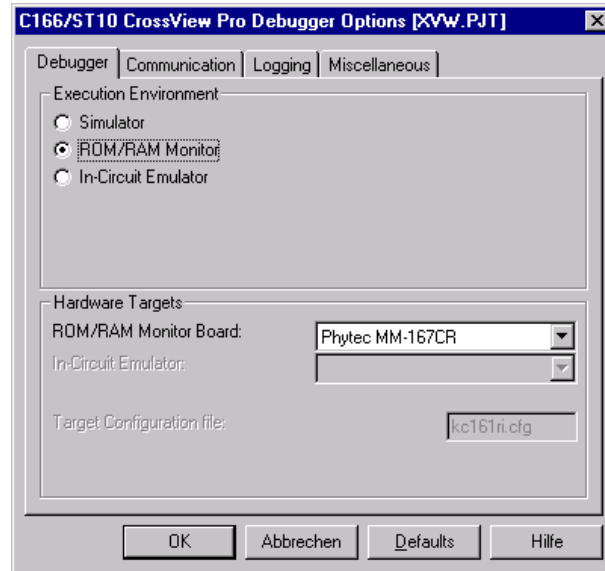 C166/ST10 CrossView Pro Debugger Options [XVW.PJT]
Debugger Communication Logging Miscellaneous
Execution Environment
Simulator
ROM/RAM Monitor
In-Circuit Emulator
Hardware Targets
ROM/RAM Monitor Board: Phytec MM-167CR
In-Circuit Emulator:
Target Configuration file: kc161ri.cfg
OK Abbrechen Defaults Hilfe